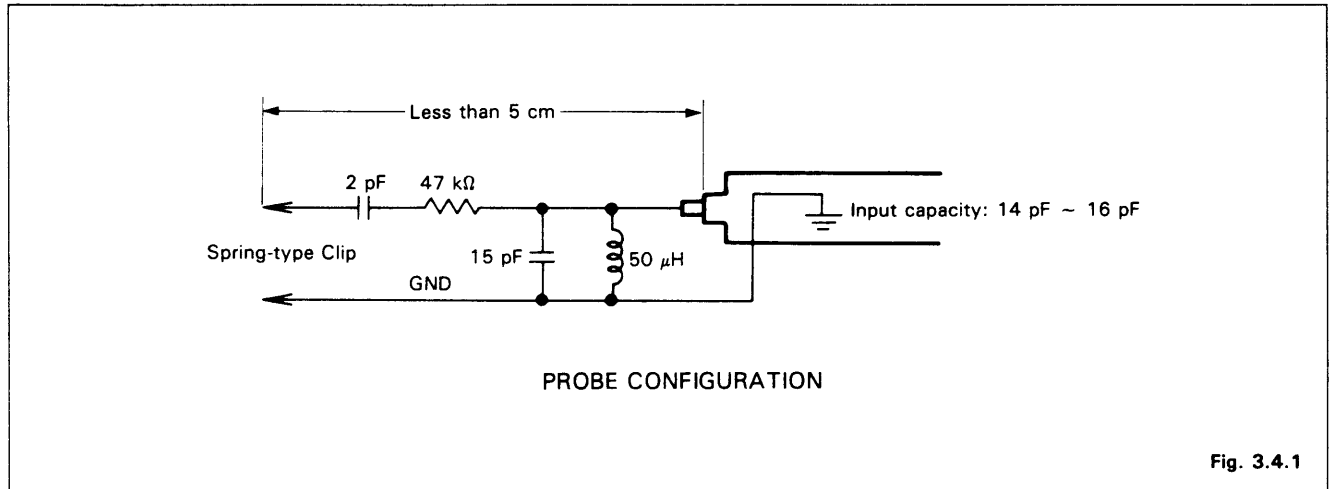 Less than 5 cm
2 pF
47 kΩ
Input capacity: 14 pF ~ 16 pF
Spring-type Clip
15 pF
50 μH
GND
PROBE CONFIGURATION
Fig. 3.4.1